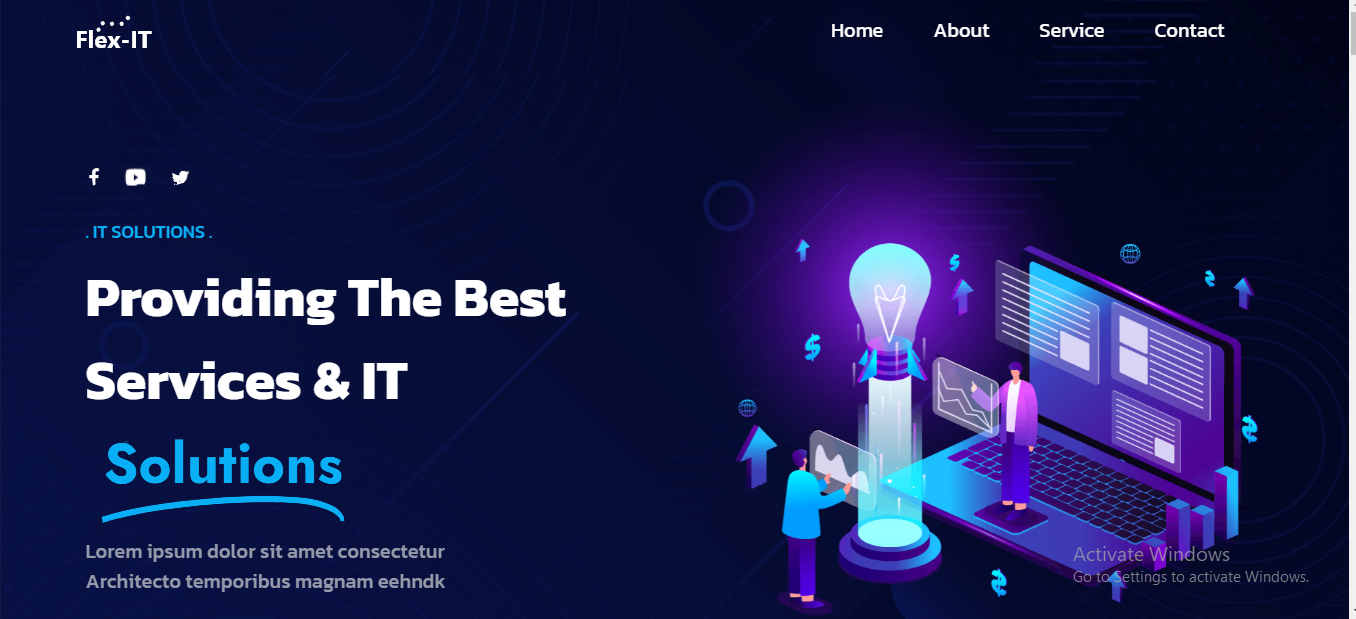 Flex-IT
Home About Service Contact
. IT SOLUTIONS .
Providing The Best
Services & IT
Solutions
Lorem ipsum dolor sit amet consectetur
Architecto temporibus magnam eehndk
$
$
$
$
$
Activate Windows
Go to Settings to activate Windows.